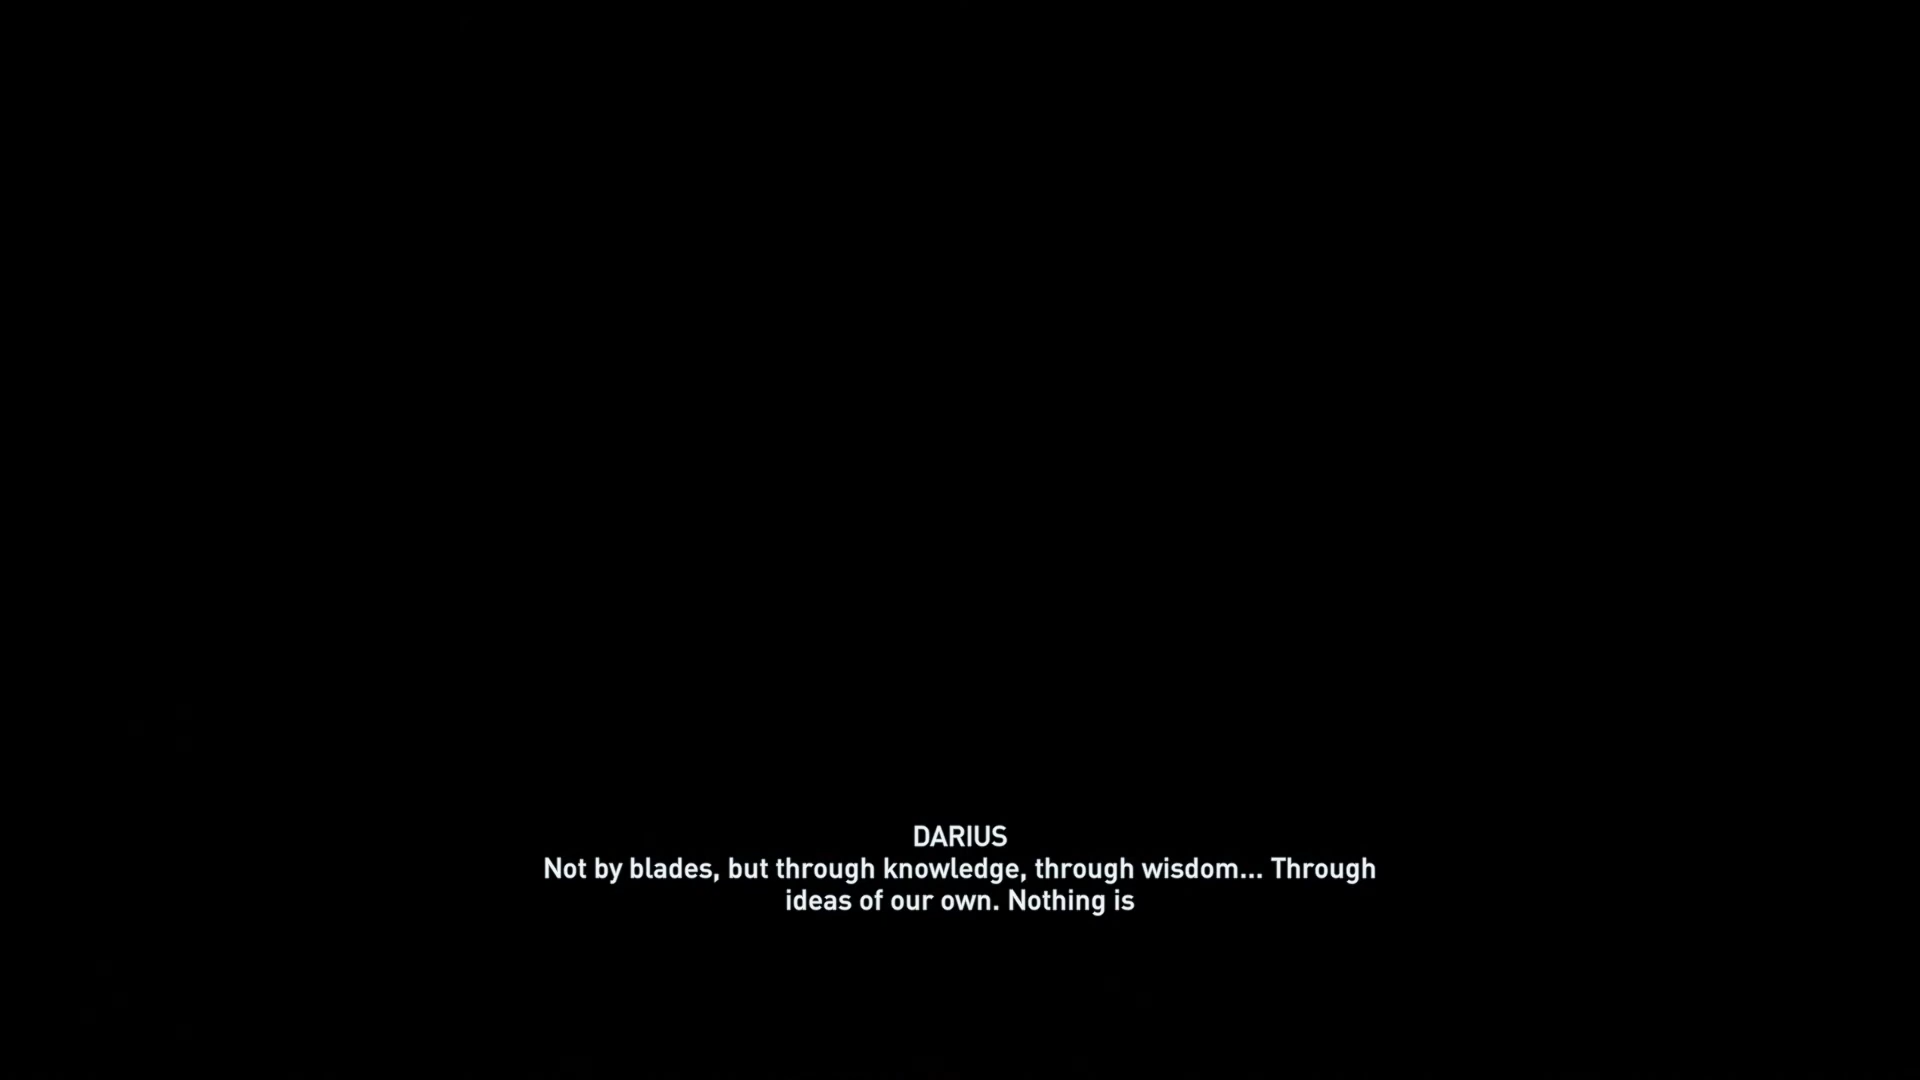 DARIUS
Not by blades, but through knowledge, through wisdom... Through
ideas of our own. Nothing is